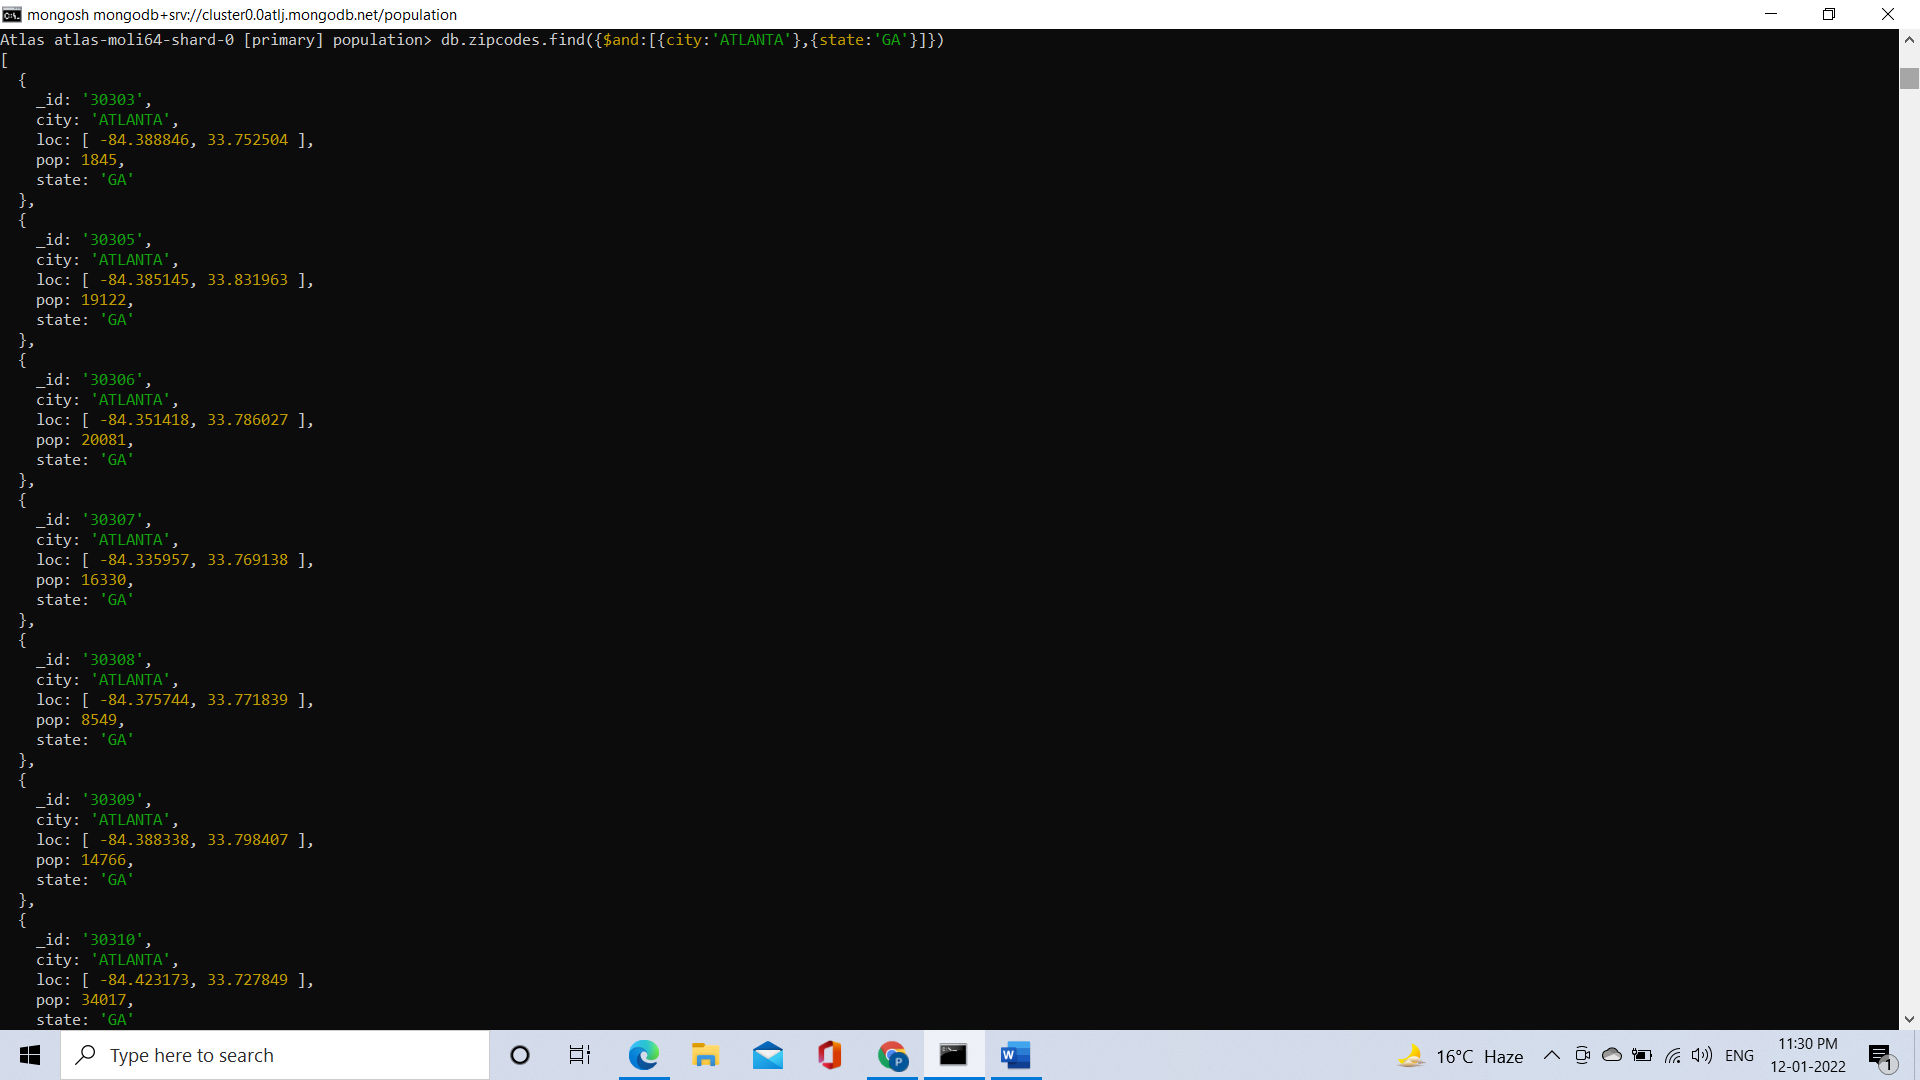 mongosh mongodb+srv://cluster0.0atlj.mongodb.net/population
Atlas atlas-moli64-shard-0 [primary] population> db.zipcodes.find({$and:[{city:'ATLANTA'},{state:'GA'}]})
[
  {
    _id: '30303',
    city: 'ATLANTA',
    loc: [ -84.388846, 33.752504 ],
    pop: 1845,
    state: 'GA'
  },
  {
    _id: '30305',
    city: 'ATLANTA',
    loc: [ -84.385145, 33.831963 ],
    pop: 19122,
    state: 'GA'
  },
  {
    _id: '30306',
    city: 'ATLANTA',
    loc: [ -84.351418, 33.786027 ],
    pop: 20081,
    state: 'GA'
  },
  {
    _id: '30307',
    city: 'ATLANTA',
    loc: [ -84.335957, 33.769138 ],
    pop: 16330,
    state: 'GA'
  },
  {
    _id: '30308',
    city: 'ATLANTA',
    loc: [ -84.375744, 33.771839 ],
    pop: 8549,
    state: 'GA'
  },
  {
    _id: '30309',
    city: 'ATLANTA',
    loc: [ -84.388338, 33.798407 ],
    pop: 14766,
    state: 'GA'
  },
  {
    _id: '30310',
    city: 'ATLANTA',
    loc: [ -84.423173, 33.727849 ],
    pop: 34017,
    state: 'GA'
Type here to search
16°C Haze
ENG
11:30 PM
12-01-2022
1